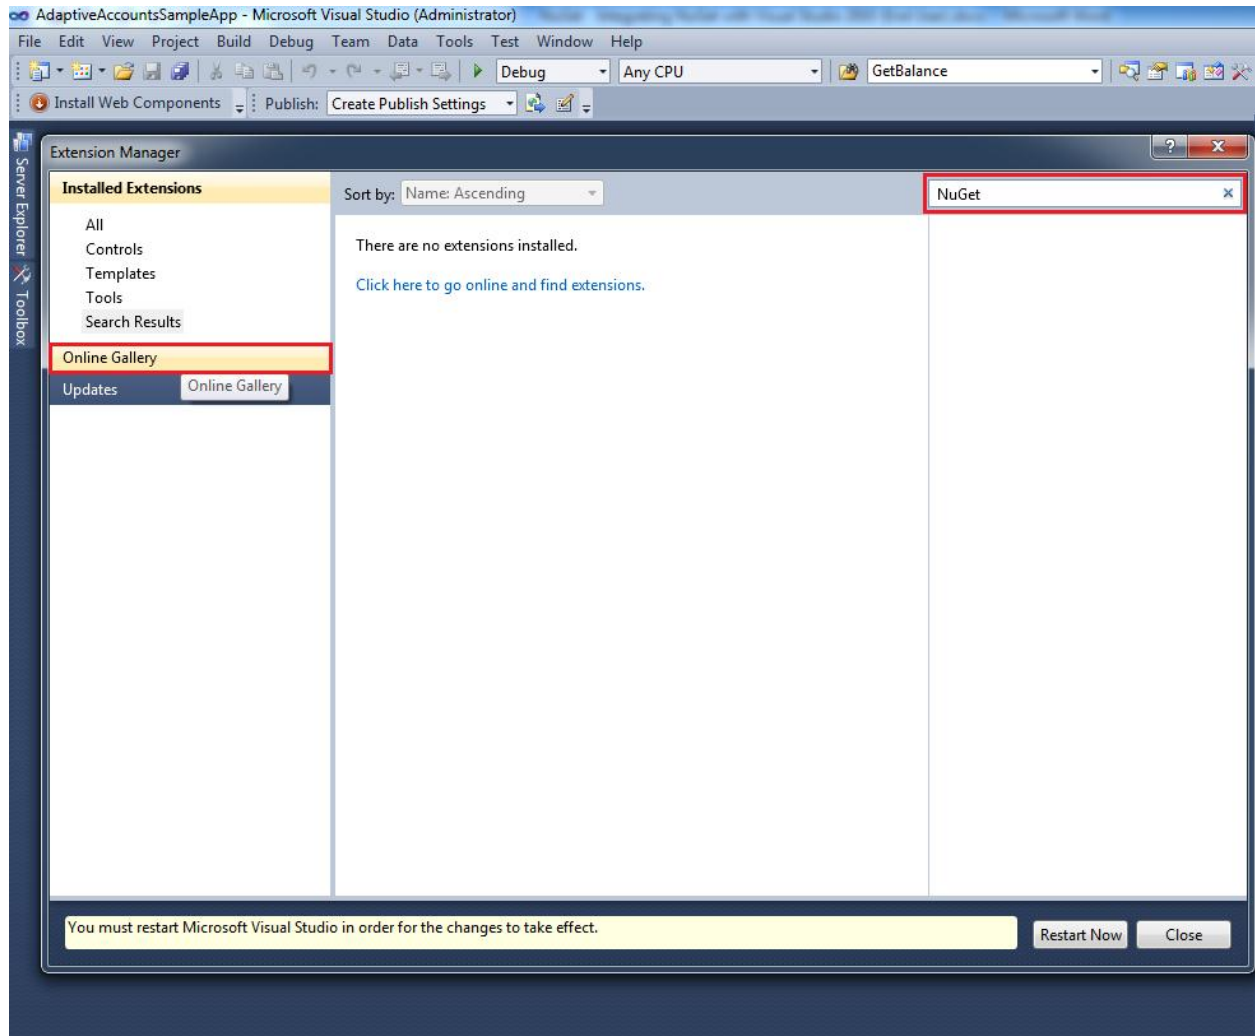 AdaptiveAccountsSampleApp - Microsoft Visual Studio (Administrator)
File Edit View Project Build Debug Team Data Tools Test Window Help
Debug Any CPU GetBalance
Install Web Components Publish: Create Publish Settings
Server Explorer
Toolbox
Extension Manager
Installed Extensions
Sort by: Name: Ascending
NuGet
All
Controls
Templates
Tools
Search Results
There are no extensions installed.
Click here to go online and find extensions.
Online Gallery
Updates
Online Gallery
You must restart Microsoft Visual Studio in order for the changes to take effect.
Restart Now
Close